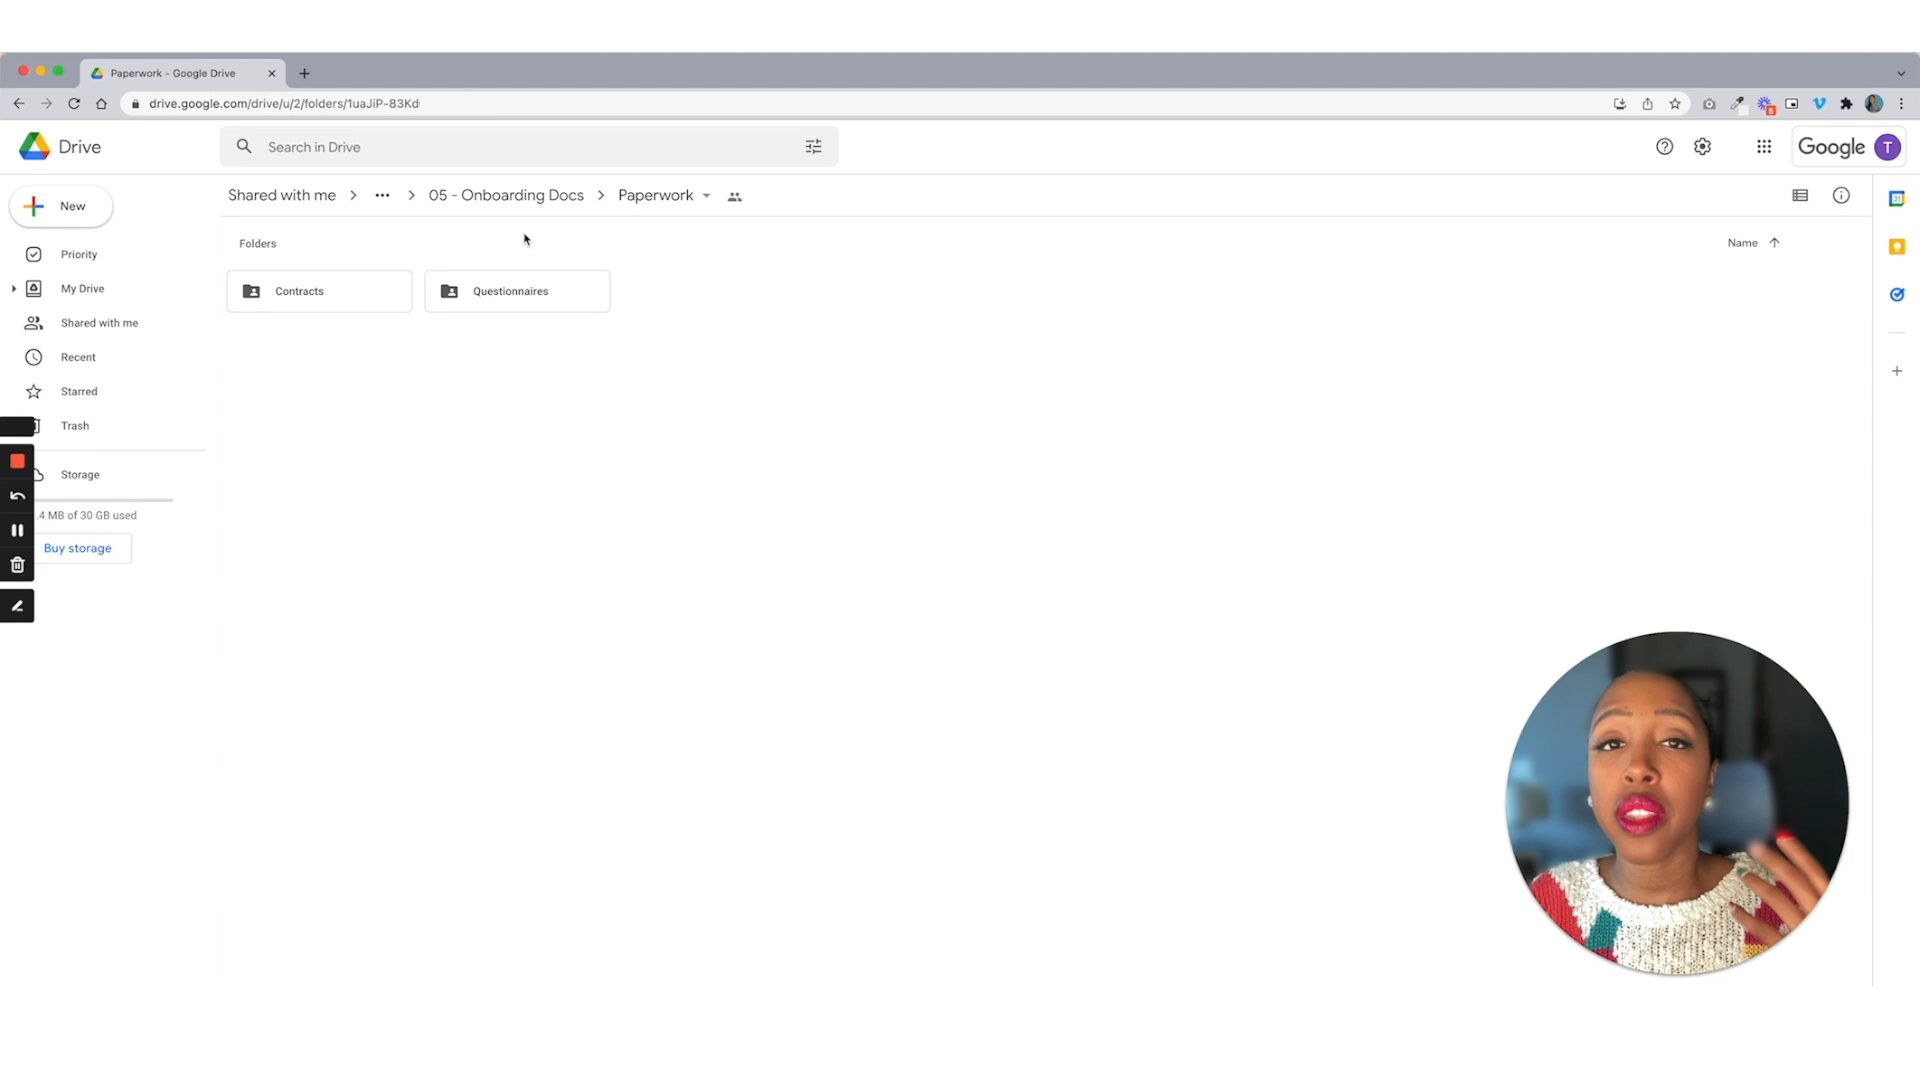 Paperwork - Google Drive
drive.google.com/drive/u/2/folders/1uaJiP-83Kd
Drive
Search in Drive
Google T
New
Shared with me > ... > 05 - Onboarding Docs > Paperwork
Priority
Folders
Name
My Drive
Contracts
Questionnaires
Shared with me
Recent
Starred
Trash
Storage
.4 MB of 30 GB used
Buy storage
31